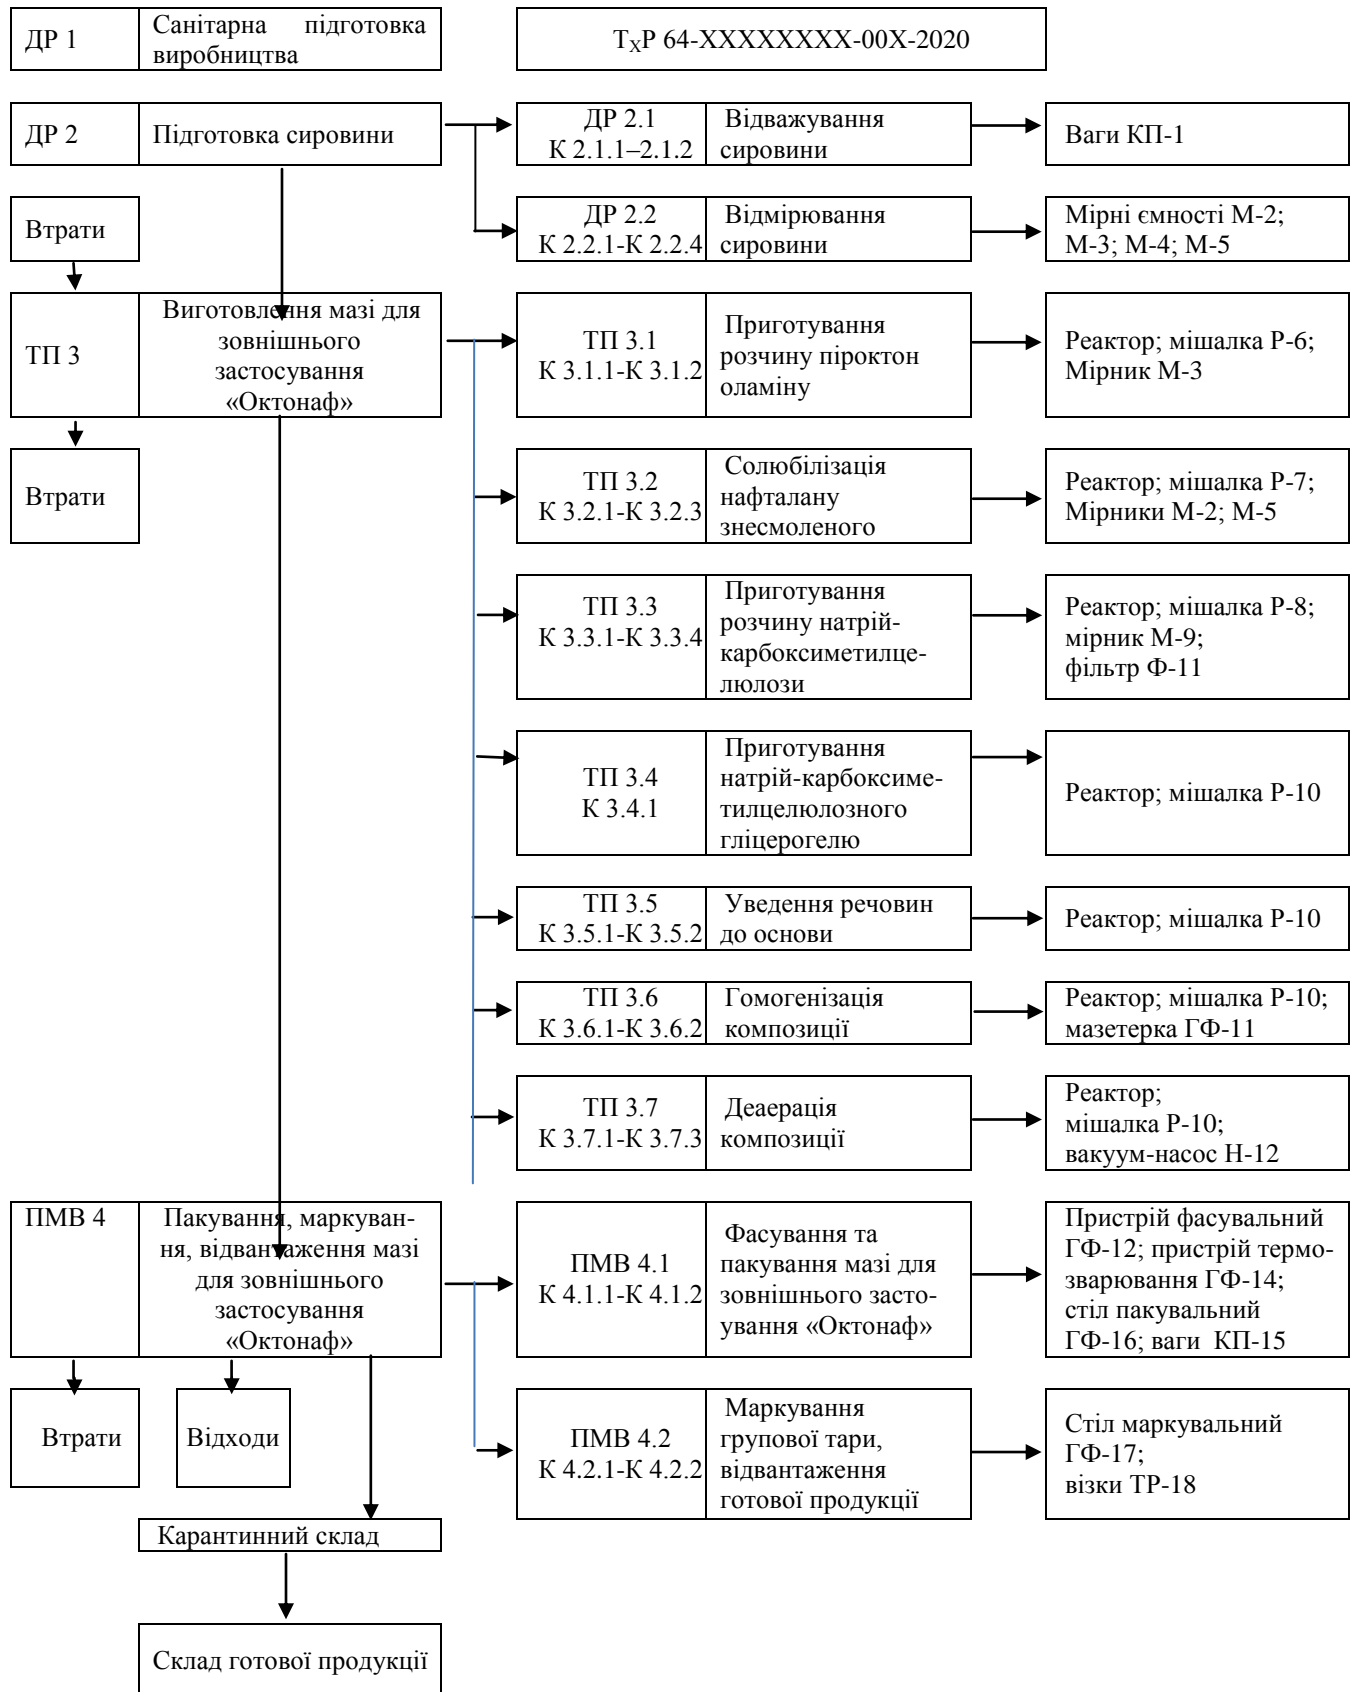 ДР 1
Санітарна підготовка
виробництва
ТХР 64-ХХХХХХХХ-00Х-2020
ДР 2
Підготовка сировини
ДР 2.1
К 2.1.1–2.1.2
Відважування
сировини
Ваги КП-1
Втрати
ДР 2.2
К 2.2.1-К 2.2.4
Відмірювання
сировини
Мірні ємності М-2;
М-3; М-4; М-5
ТП 3
Виготовлення мазі для
зовнішнього
застосування
«Октонаф»
ТП 3.1
К 3.1.1-К 3.1.2
Приготування
розчину піроктон
оламіну
Реактор; мішалка Р-6;
Мірник М-3
Втрати
ТП 3.2
К 3.2.1-К 3.2.3
Солюбілізація
нафталану
знесмоленого
Реактор; мішалка Р-7;
Мірники М-2; М-5
ТП 3.3
К 3.3.1-К 3.3.4
Приготування
розчину натрій-
карбоксиметилце-
люлози
Реактор; мішалка Р-8;
мірник М-9;
фільтр Ф-11
ТП 3.4
К 3.4.1
Приготування
натрій-карбоксиме-
тилцелюлозного
гліцерогелю
Реактор; мішалка Р-10
ТП 3.5
К 3.5.1-К 3.5.2
Уведення речовин
до основи
Реактор; мішалка Р-10
ТП 3.6
К 3.6.1-К 3.6.2
Гомогенізація
композиції
Реактор; мішалка Р-10;
мазетерка ГФ-11
ТП 3.7
К 3.7.1-К 3.7.3
Деаерація
композиції
Реактор;
мішалка Р-10;
вакуум-насос Н-12
ПМВ 4
Пакування, маркуван-
ня, відвантаження мазі
для зовнішнього
застосування
«Октонаф»
ПМВ 4.1
К 4.1.1-К 4.1.2
Фасування та
пакування мазі для
зовнішнього засто-
ування «Октонаф»
Пристрій фасувальний
ГФ-12; пристрій термо-
зварювання ГФ-14;
стіл пакувальний
ГФ-16; ваги КП-15
Втрати
Відходи
ПМВ 4.2
К 4.2.1-К 4.2.2
Маркування
групової тари,
відвантаження
готової продукції
Стіл маркувальний
ГФ-17;
візки ТР-18
Карантинний склад
Склад готової продукції